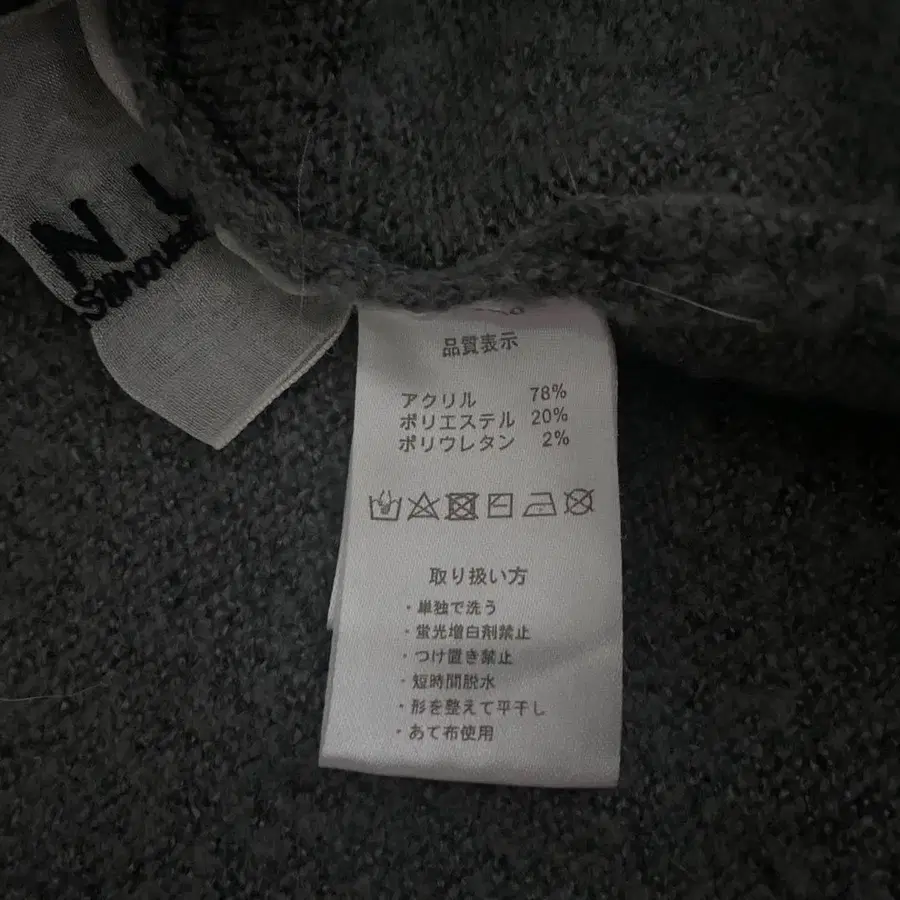 N
品質表示
アクリル 78%
ポリエステル 20%
ポリウレタン 2%
取り扱い方
・単独で洗う
・蛍光増白剤禁止
・つけ置き禁止
・短時間脱水
・形を整えて平干し
・あて布使用